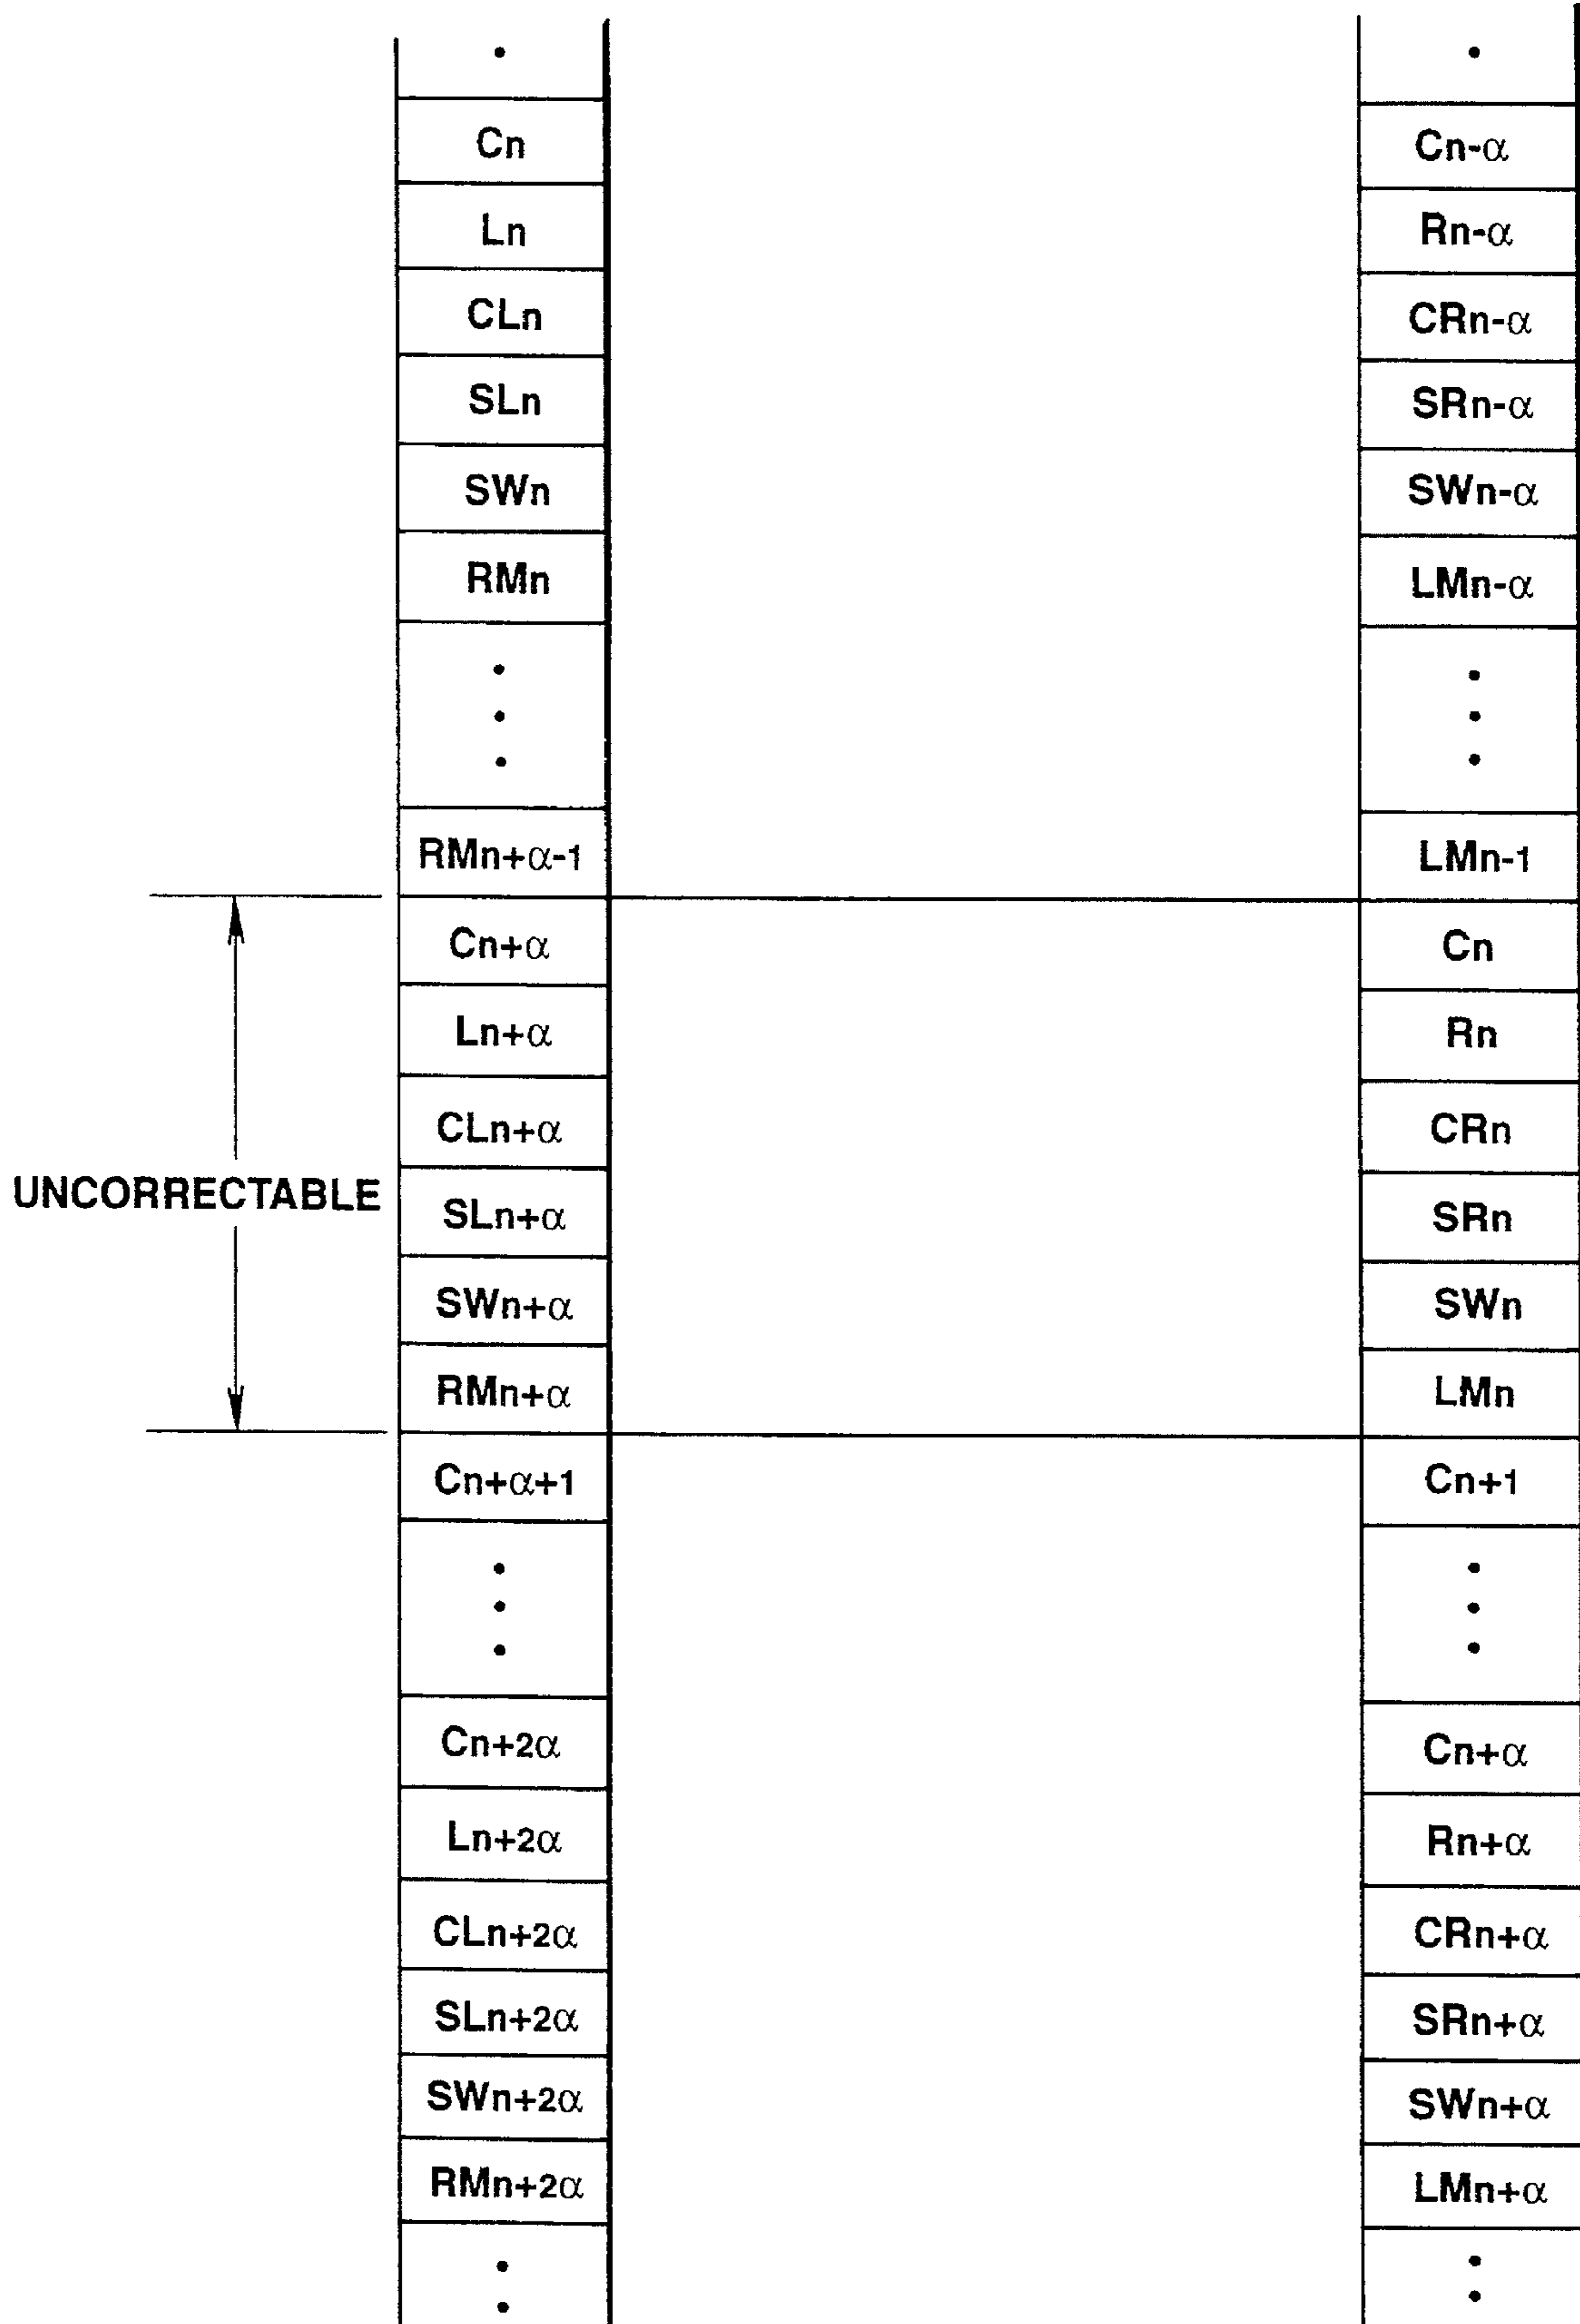 Cn
Ln
CLn
SLn
SWn
RMn
RMn+α-1
Cn+α
Ln+α
CLn+α
SLn+α
SWn+α
RMn+α
Cn+α+1
Cn+2α
Ln+2α
CLn+2α
SLn+2α
SWn+2α
RMn+2α
UNCORRECTABLE
Cn-α
Rn-α
CRn-α
SRn-α
SWn-α
LMn-α
LMn-1
Cn
Rn
CRn
SRn
SWn
LMn
Cn+1
Cn+α
Rn+α
CRn+α
SRn+α
SWn+α
LMn+α